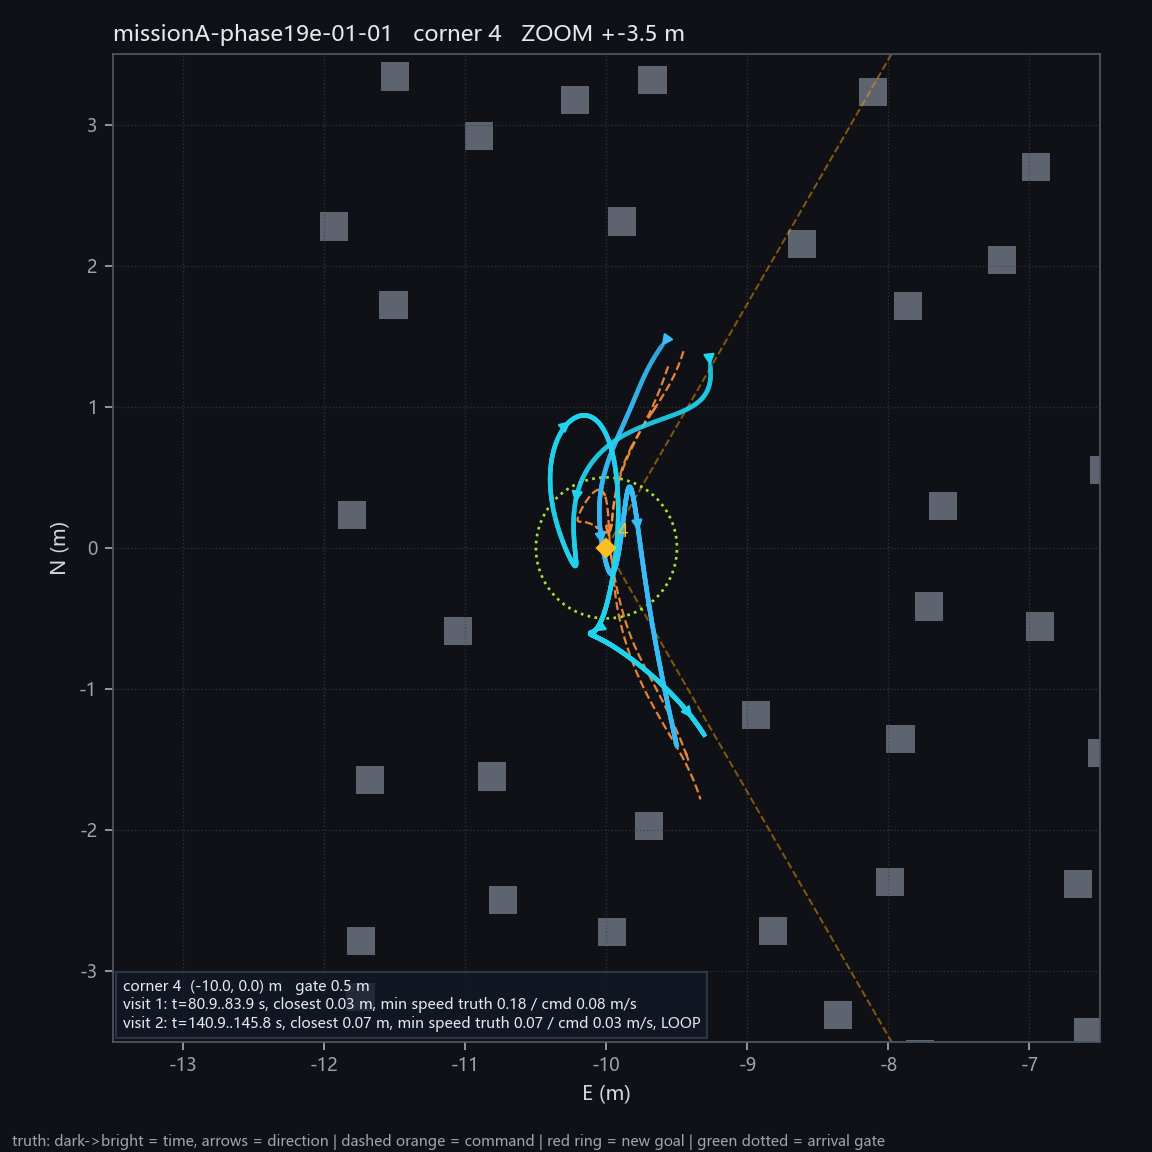 missionA-phase19e-01-01   corner 4   ZOOM +-3.5 m
3
2
1
0
-1
-2
-3
N (m)
4
corner 4  (-10.0, 0.0) m   gate 0.5 m
visit 1: t=80.9..83.9 s, closest 0.03 m, min speed truth 0.18 / cmd 0.08 m/s
visit 2: t=140.9..145.8 s, closest 0.07 m, min speed truth 0.07 / cmd 0.03 m/s, LOOP
-13 -12 -11 -10 -9 -8 -7
E (m)
truth: dark->bright = time, arrows = direction | dashed orange = command | red ring = new goal | green dotted = arrival gate